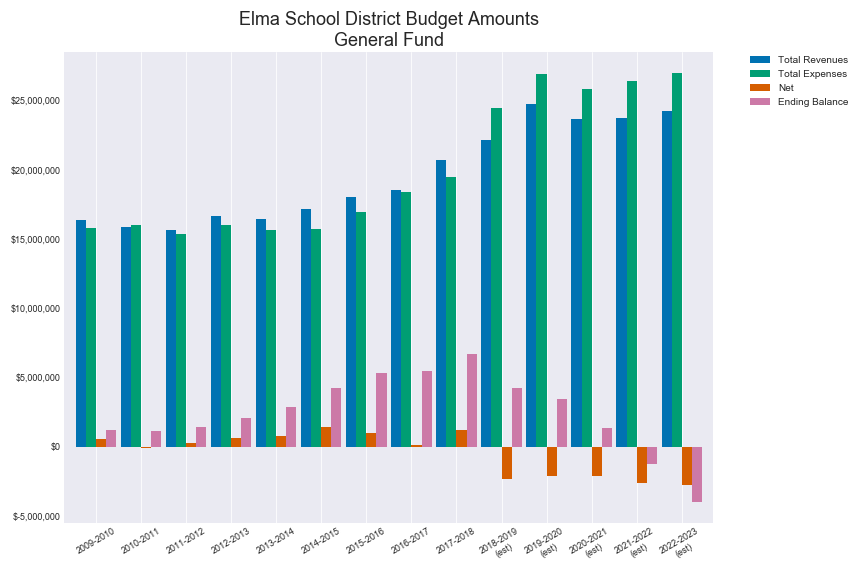 Elma School District Budget Amounts
General Fund
Total Revenues
Total Expenses
Net
Ending Balance
$25,000,000
$20,000,000
$15,000,000
$10,000,000
$5,000,000
$0
$-5,000,000
2009-2010
2010-2011
2011-2012
2012-2013
2013-2014
2014-2015
2015-2016
2016-2017
2017-2018
2018-2019
(est)
2019-2020
(est)
2020-2021
(est)
2021-2022
(est)
2022-2023
(est)